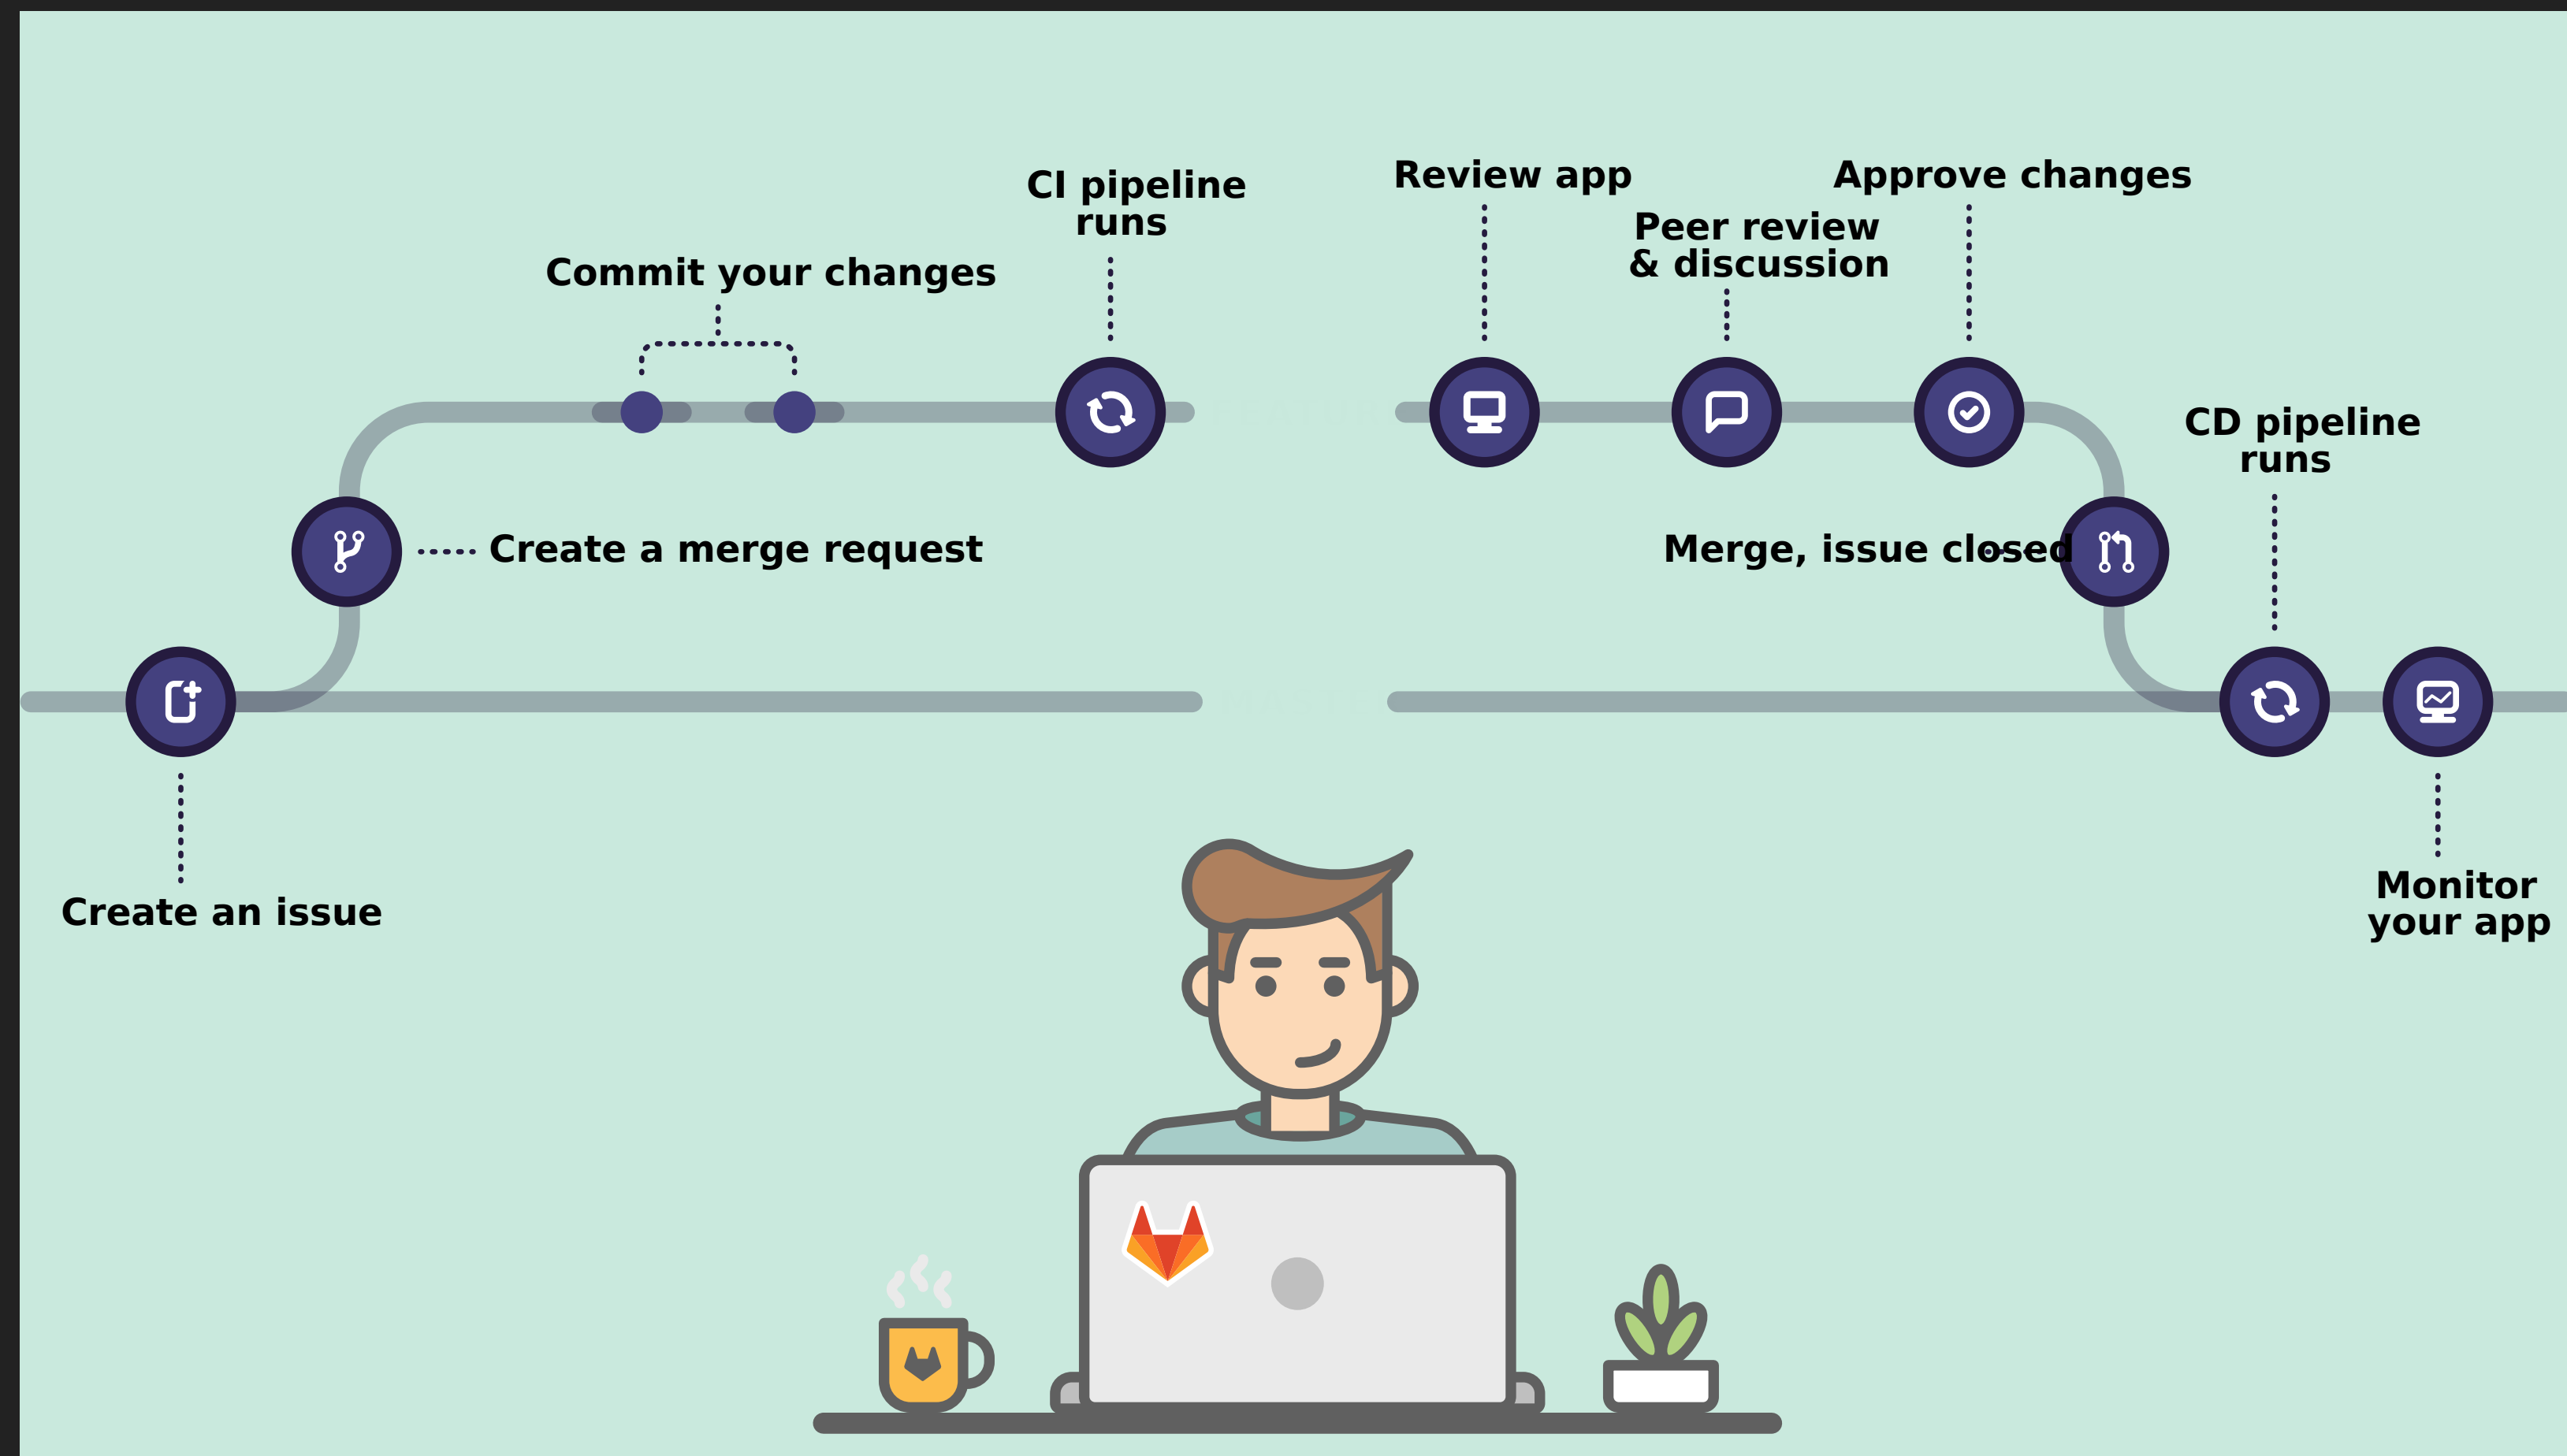 Create an issue
Create a merge request
Commit your changes
CI pipeline
runs
Review app
Peer review
& discussion
Approve changes
Merge, issue closed
CD pipeline
runs
Monitor
your app